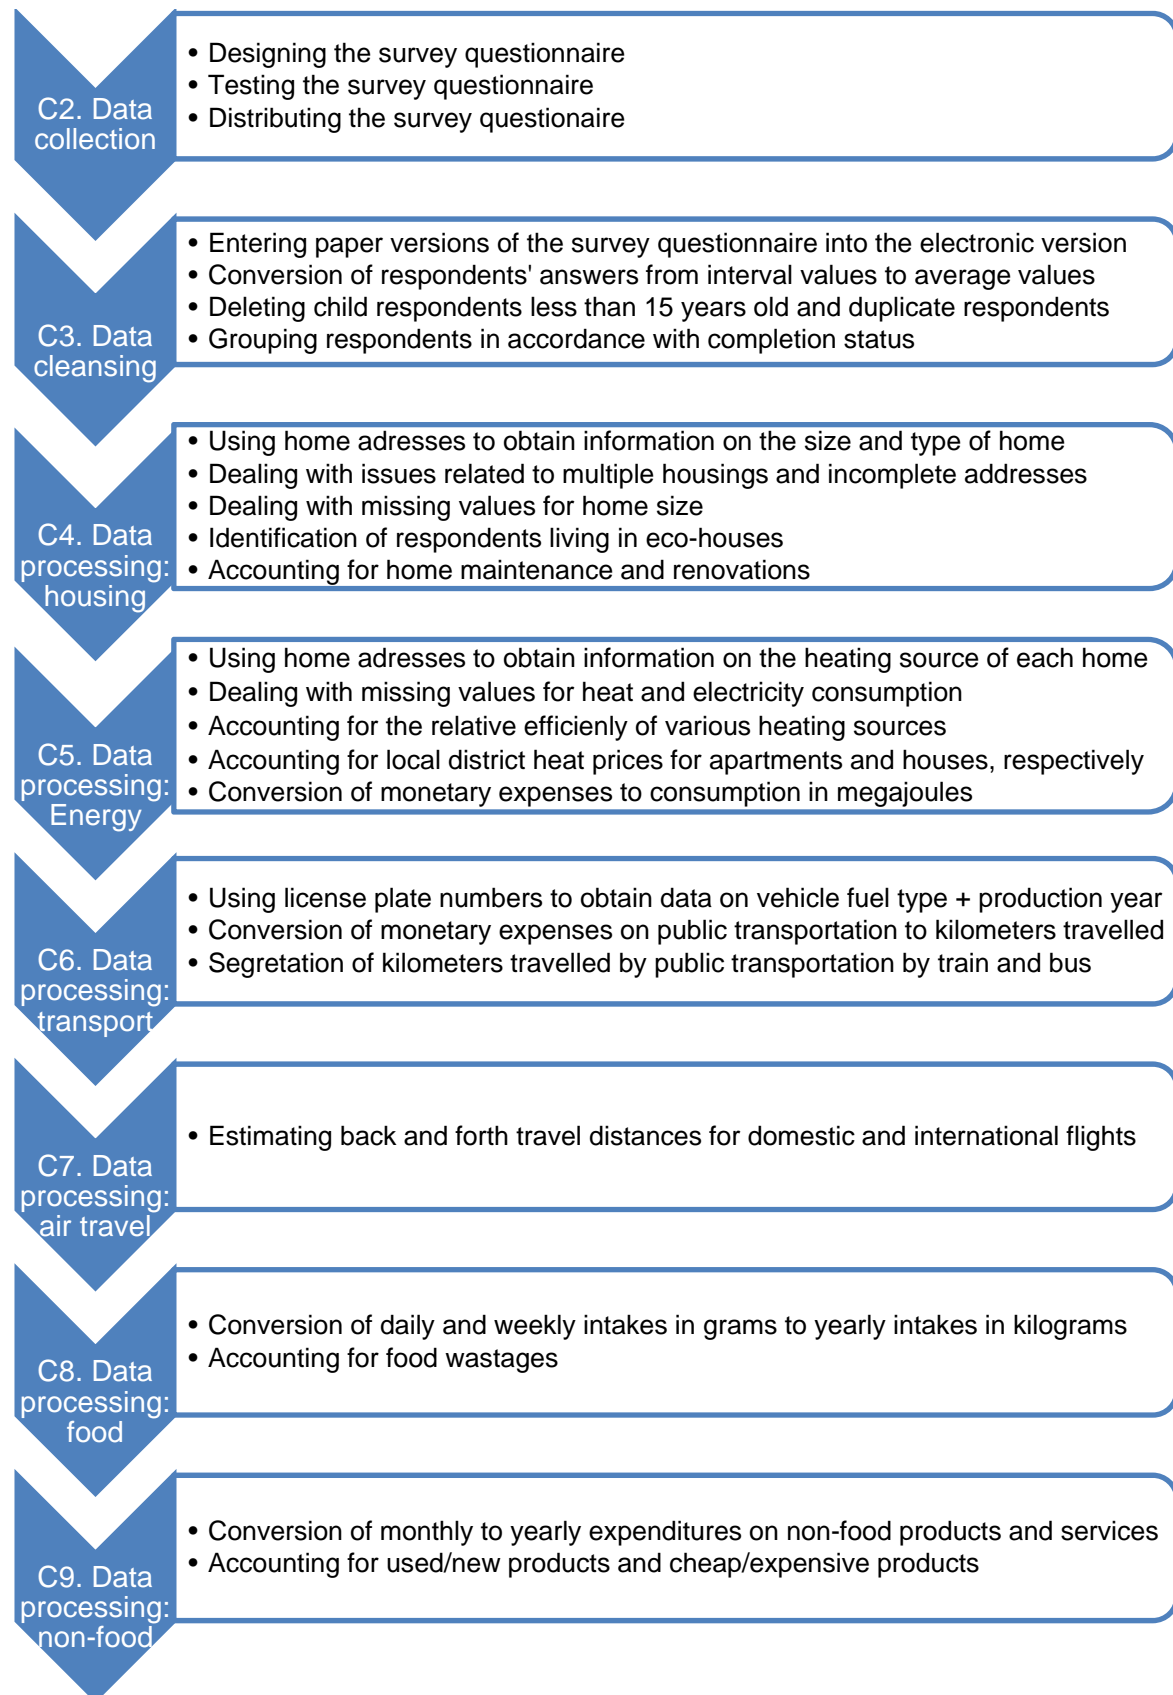 C2. Data
collection
• Designing the survey questionnaire
• Testing the survey questionnaire
• Distributing the survey questionaire
C3. Data
cleansing
• Entering paper versions of the survey questionnaire into the electronic version
• Conversion of respondents' answers from interval values to average values
• Deleting child respondents less than 15 years old and duplicate respondents
• Grouping respondents in accordance with completion status
C4. Data
processing:
housing
• Using home adresses to obtain information on the size and type of home
• Dealing with issues related to multiple housings and incomplete addresses
• Dealing with missing values for home size
• Identification of respondents living in eco-houses
• Accounting for home maintenance and renovations
C5. Data
processing:
Energy
• Using home adresses to obtain information on the heating source of each home
• Dealing with missing values for heat and electricity consumption
• Accounting for the relative efficienly of various heating sources
• Accounting for local district heat prices for apartments and houses, respectively
• Conversion of monetary expenses to consumption in megajoules
C6. Data
processing:
transport
• Using license plate numbers to obtain data on vehicle fuel type + production year
• Conversion of monetary expenses on public transportation to kilometers travelled
• Segretation of kilometers travelled by public transportation by train and bus
C7. Data
processing:
air travel
• Estimating back and forth travel distances for domestic and international flights
C8. Data
processing:
food
• Conversion of daily and weekly intakes in grams to yearly intakes in kilograms
• Accounting for food wastages
C9. Data
processing:
non-food
• Conversion of monthly to yearly expenditures on non-food products and services
• Accounting for used/new products and cheap/expensive products